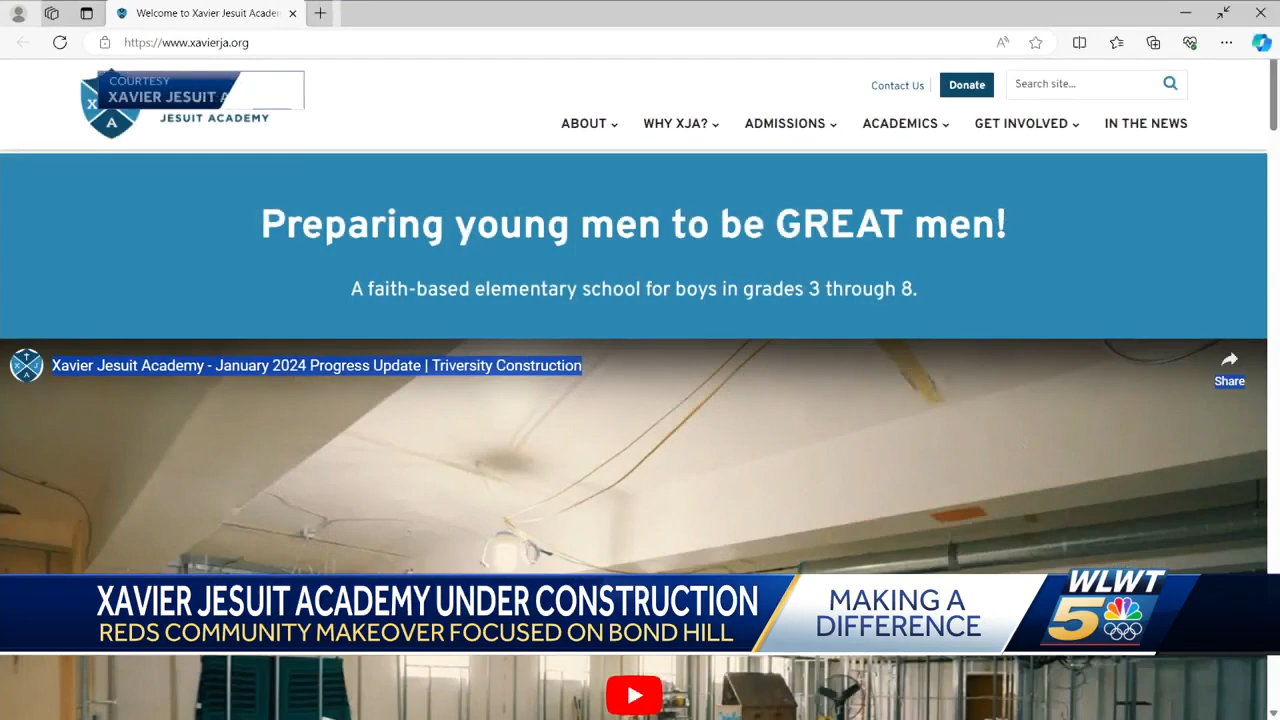 Welcome to Xavier Jesuit Acader
https://www.xavierja.org
COURTESY
XAVIER JESUIT A
X
A
JESUIT ACADEMY
Contact Us
Donate
Search site...
ABOUT
WHY XJA?
ADMISSIONS
ACADEMICS
GET INVOLVED
IN THE NEWS
Preparing young men to be GREAT men!
A faith-based elementary school for boys in grades 3 through 8.
Xavier Jesuit Academy - January 2024 Progress Update | Triversity Construction
Share
XAVIER JESUIT ACADEMY UNDER CONSTRUCTION
REDS COMMUNITY MAKEOVER FOCUSED ON BOND HILL
MAKING A
DIFFERENCE
WLWT
5